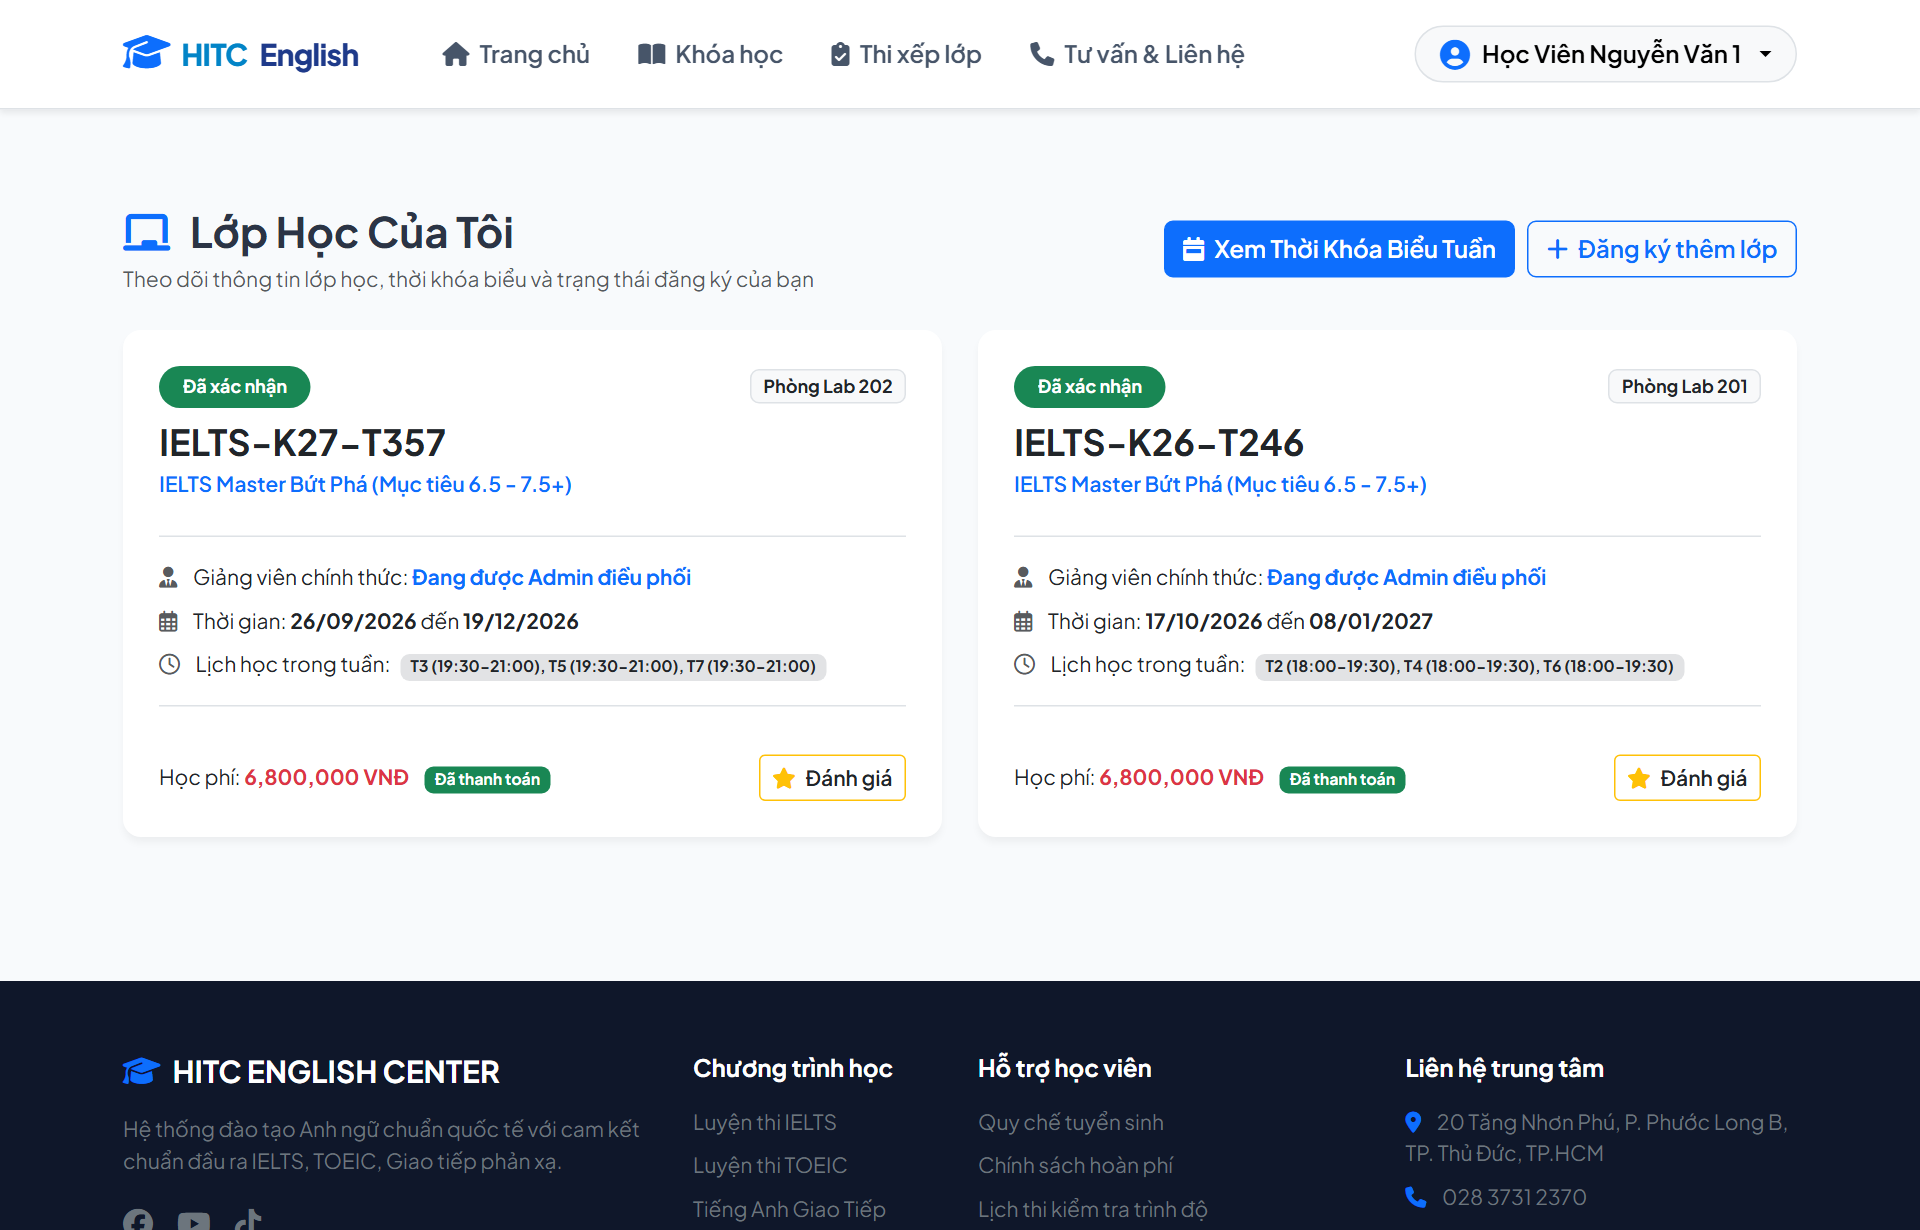 HITC English
Trang chủ
Khóa học
Thi xếp lớp
Tư vấn & Liên hệ
Học Viên Nguyễn Văn 1
Lớp Học Của Tôi
Theo dõi thông tin lớp học, thời khóa biểu và trạng thái đăng ký của bạn
Xem Thời Khóa Biểu Tuần
Đăng ký thêm lớp
Đã xác nhận
Phòng Lab 202
IELTS-K27-T357
IELTS Master Bứt Phá (Mục tiêu 6.5 - 7.5+)
Giảng viên chính thức: Đang được Admin điều phối
Thời gian: 26/09/2026 đến 19/12/2026
Lịch học trong tuần: T3 (19:30-21:00), T5 (19:30-21:00), T7 (19:30-21:00)
Học phí: 6,800,000 VNĐ Đã thanh toán
Đánh giá
Đã xác nhận
Phòng Lab 201
IELTS-K26-T246
IELTS Master Bứt Phá (Mục tiêu 6.5 - 7.5+)
Giảng viên chính thức: Đang được Admin điều phối
Thời gian: 17/10/2026 đến 08/01/2027
Lịch học trong tuần: T2 (18:00-19:30), T4 (18:00-19:30), T6 (18:00-19:30)
Học phí: 6,800,000 VNĐ Đã thanh toán
Đánh giá
HITC ENGLISH CENTER
Hệ thống đào tạo Anh ngữ chuẩn quốc tế với cam kết
chuẩn đầu ra IELTS, TOEIC, Giao tiếp phản xạ.
Chương trình học
Luyện thi IELTS
Luyện thi TOEIC
Tiếng Anh Giao Tiếp
Hỗ trợ học viên
Quy chế tuyển sinh
Chính sách hoàn phí
Lịch thi kiểm tra trình độ
Liên hệ trung tâm
20 Tăng Nhơn Phú, P. Phước Long B,
TP. Thủ Đức, TP.HCM
028 3731 2370